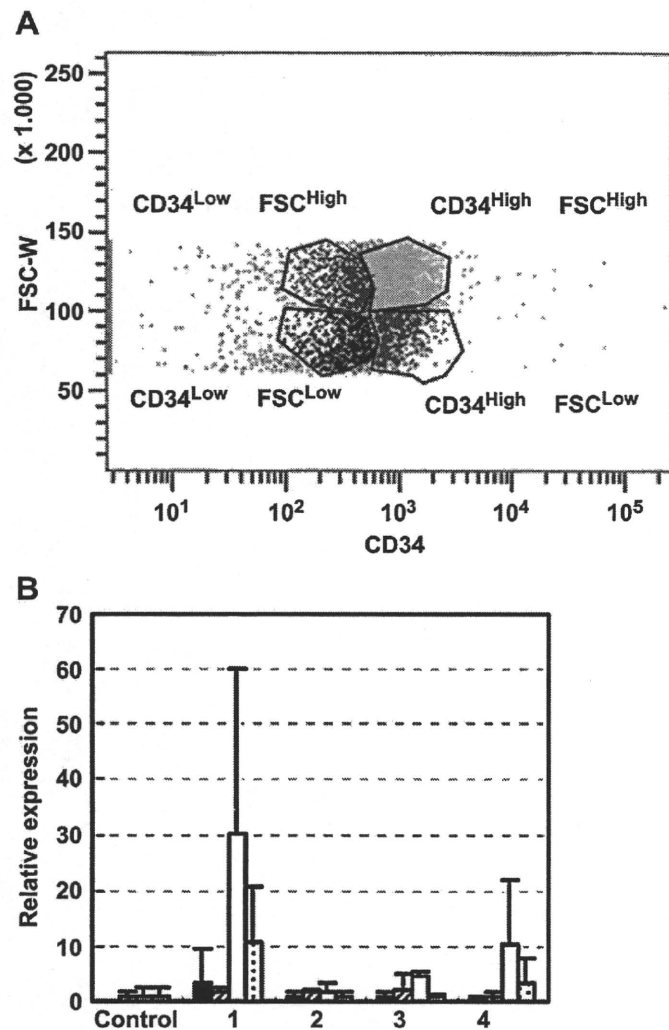 A
(x 1.000)
FSC-W
250
200
150
100
50
CD34Low FSCHigh
CD34High FSCHigh
CD34Low FSCLow
CD34High FSCLow
10¹ 10² 10³ 10⁴ 10⁵
CD34
B
Relative expression
70
60
50
40
30
20
10
0
Control 1 2 3 4